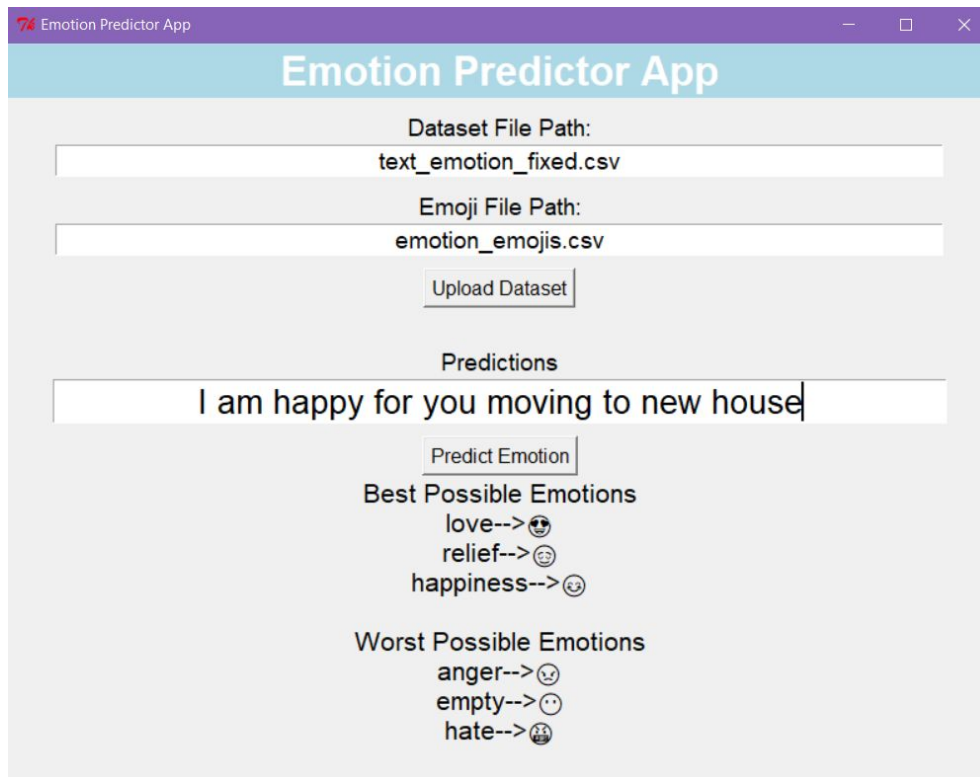 Emotion Predictor App
Emotion Predictor App
Dataset File Path:
text_emotion_fixed.csv
Emoji File Path:
emotion_emojis.csv
Upload Dataset
Predictions
I am happy for you moving to new house
Predict Emotion
Best Possible Emotions
love-->😍
relief-->😌
happiness-->😊
Worst Possible Emotions
anger-->😠
empty-->😶
hate-->🤬